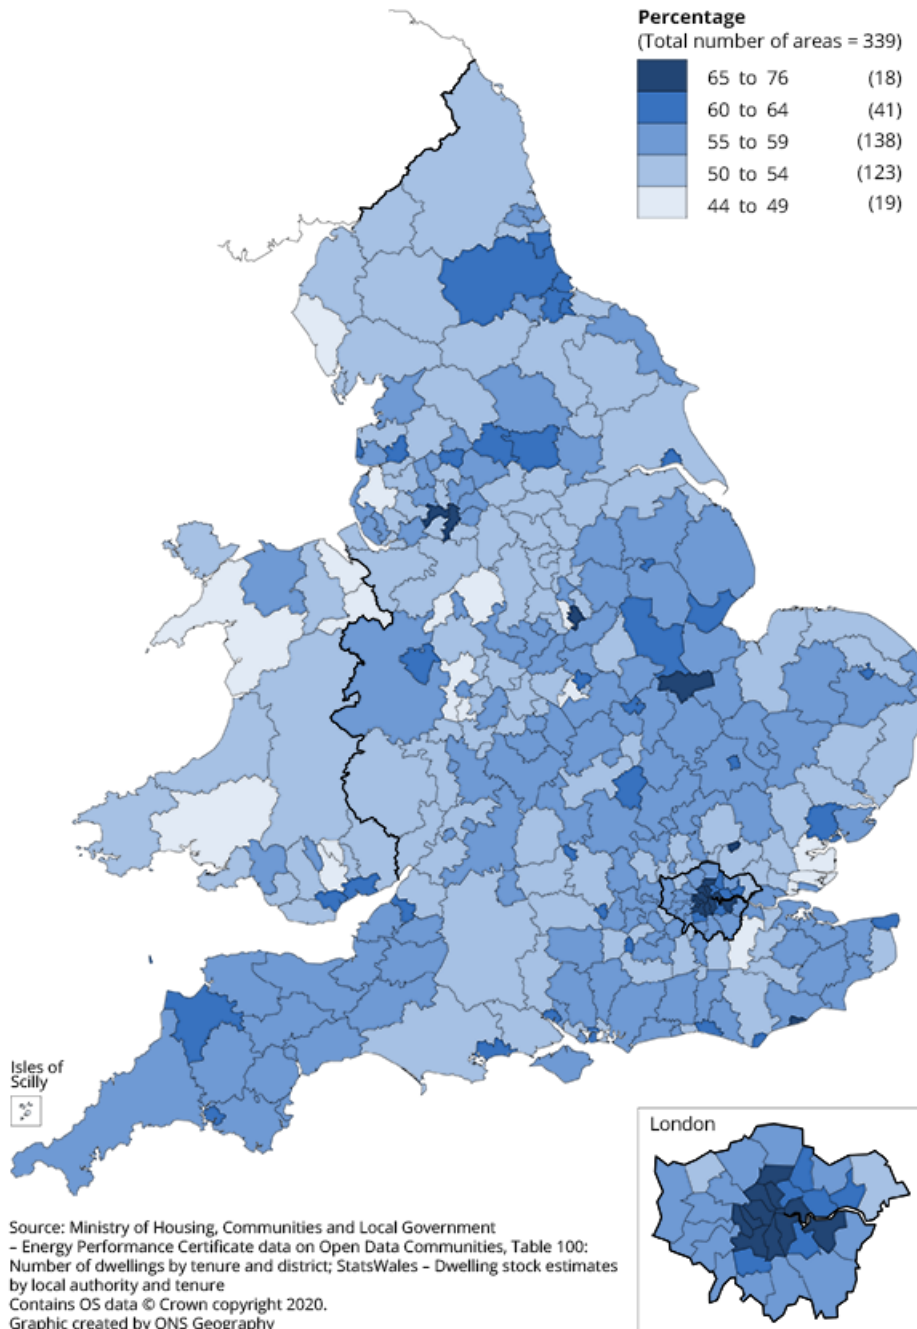 Percentage
(Total number of areas = 339)
65 to 76 (18)
60 to 64 (41)
55 to 59 (138)
50 to 54 (123)
44 to 49 (19)
Isles of
Scilly
London
Source: Ministry of Housing, Communities and Local Government
– Energy Performance Certificate data on Open Data Communities, Table 100:
Number of dwellings by tenure and district; StatsWales – Dwelling stock estimates
by local authority and tenure
Contains OS data © Crown copyright 2020.
Graphic created by ONS Geography